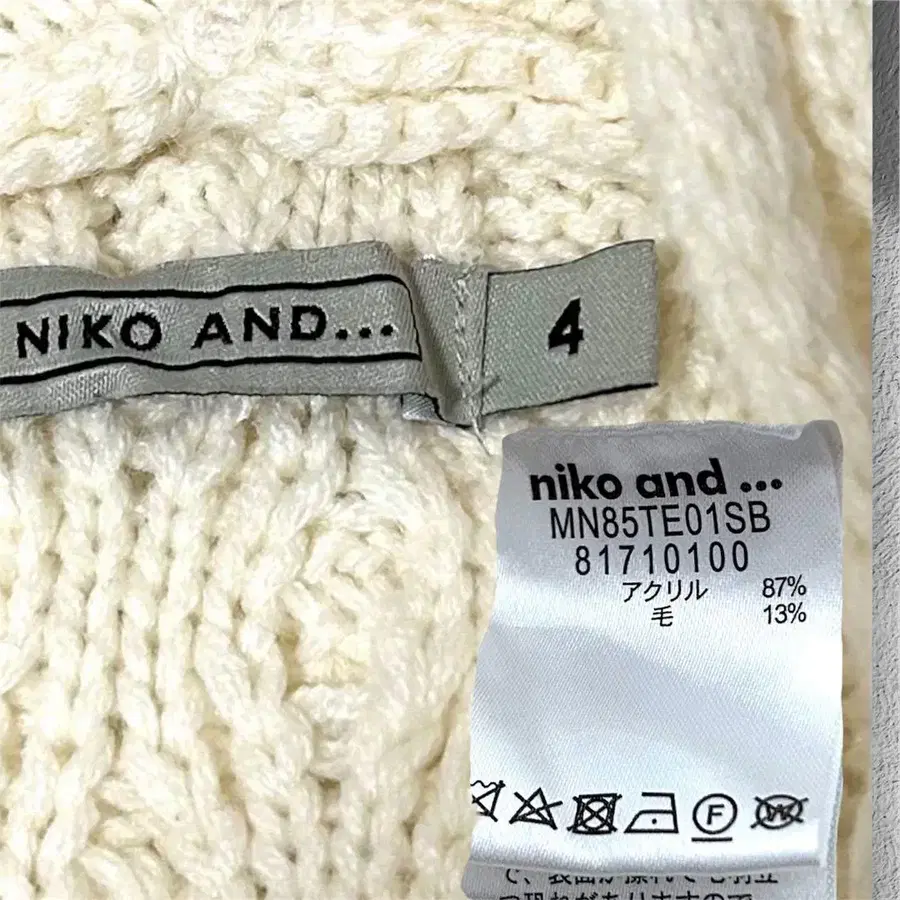 NIKO AND...
4
niko and ...
MN85TE01SB
81710100
アクリル 87%
毛 13%
F
W